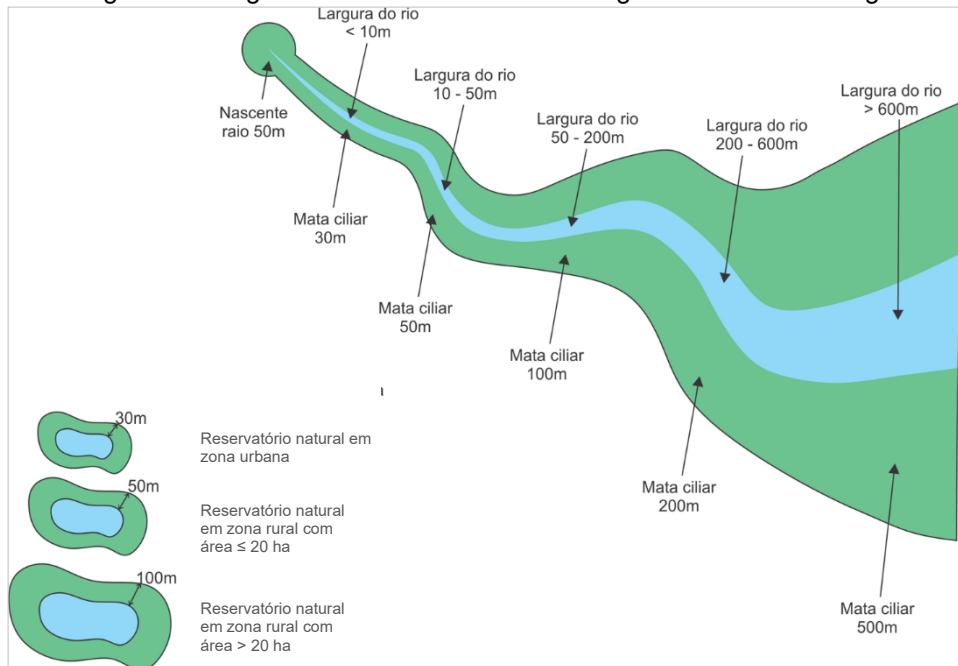 Largura do rio
< 10m
Largura do rio
10 - 50m
Largura do rio
50 - 200m
Largura do rio
200 - 600m
Largura do rio
> 600m
Nascente
raio 50m
Mata ciliar
30m
Mata ciliar
50m
Mata ciliar
100m
Mata ciliar
200m
Mata ciliar
500m
30m
Reservatório natural em
zona urbana
50m
Reservatório natural
em zona rural com
área ≤ 20 ha
100m
Reservatório natural
em zona rural com
área > 20 ha